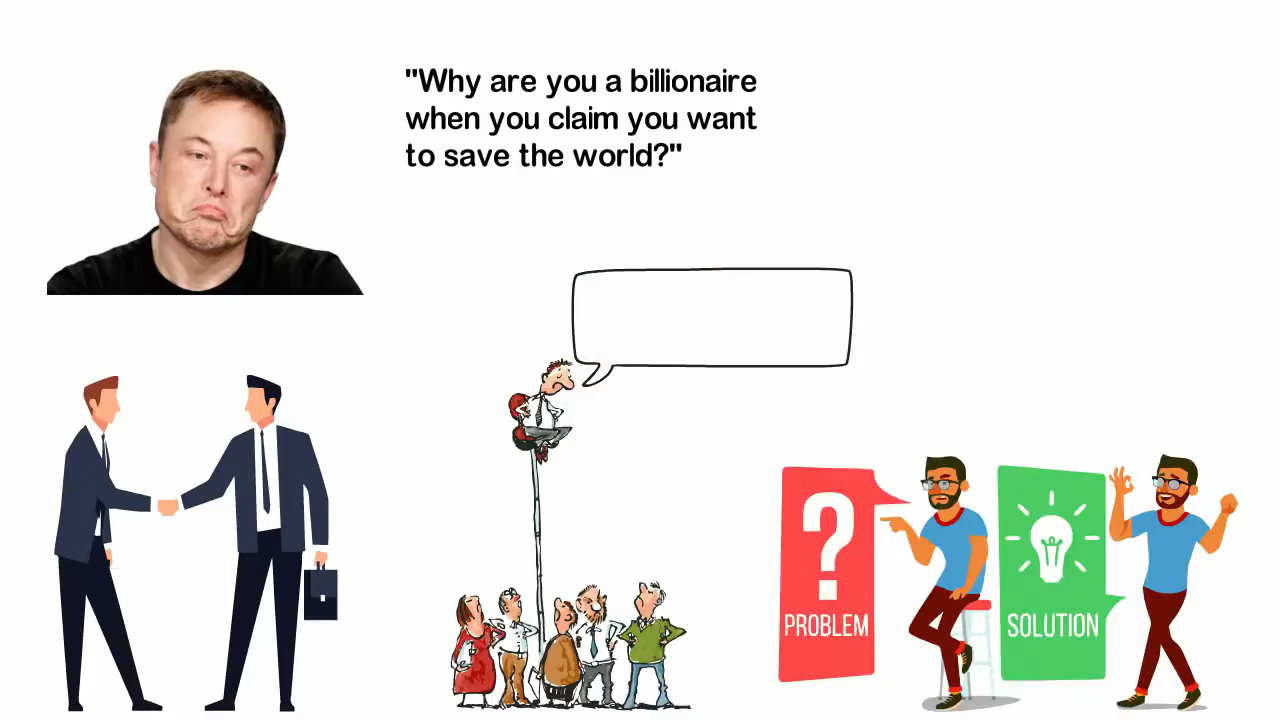 "Why are you a billionaire
when you claim you want
to save the world?"
?
PROBLEM
SOLUTION